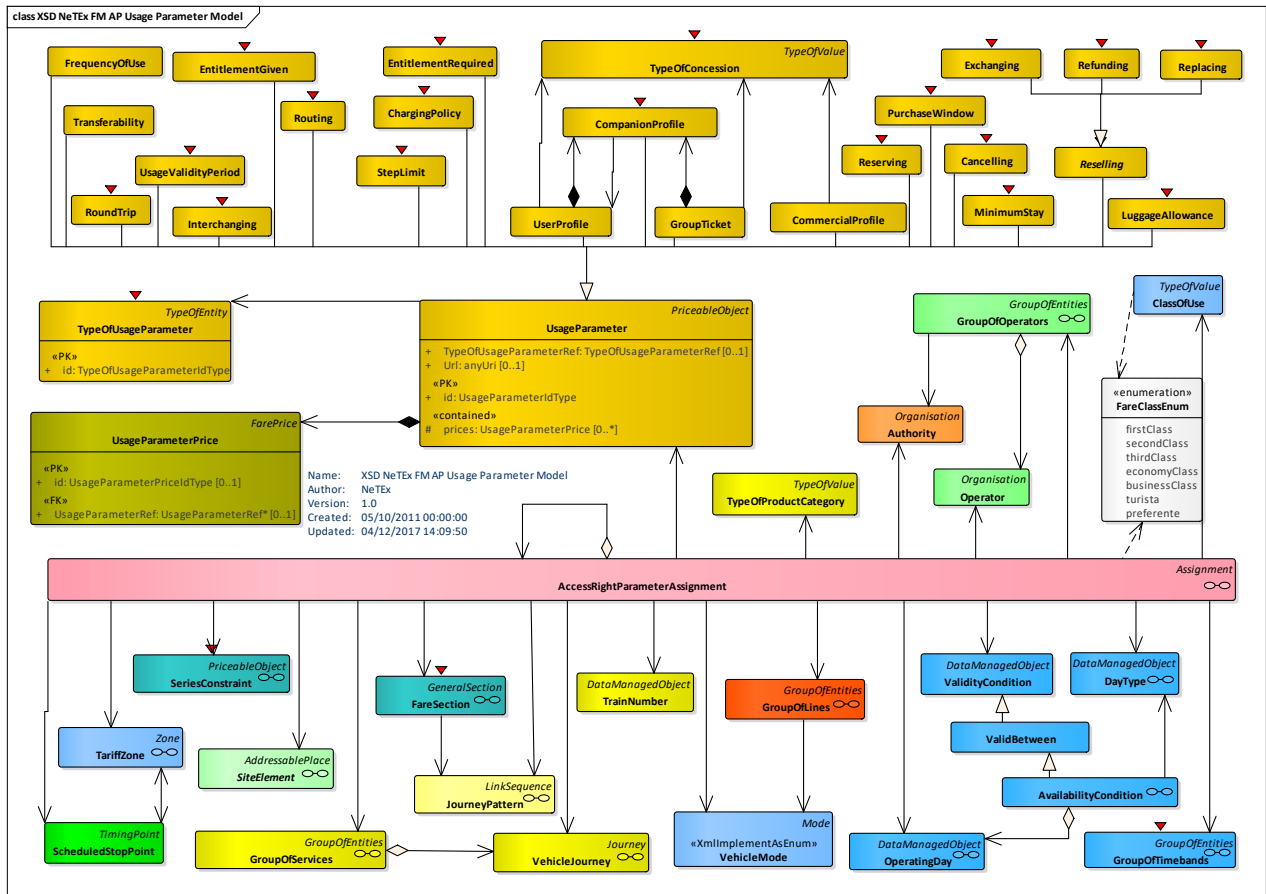 class XSD NeTEx FM AP Usage Parameter Model
FrequencyOfUse
EntitlementGiven
EntitlementRequired
TypeOfValue
TypeOfConcession
Exchanging
Refunding
Replacing
Transferability
Routing
ChargingPolicy
CompanionProfile
PurchaseWindow
UsageValidityPeriod
StepLimit
Reserving
Cancelling
Reselling
RoundTrip
Interchanging
UserProfile
GroupTicket
CommercialProfile
MinimumStay
LuggageAllowance
TypeOfEntity
TypeOfUsageParameter
«PK»
+ id: TypeOfUsageParameterIdType
PriceableObject
UsageParameter
+ TypeOfUsageParameterRef: TypeOfUsageParameterRef [0..1]
+ Url: anyUri [0..1]
«PK»
+ id: UsageParameterIdType
«contained»
# prices: UsageParameterPrice [0..*]
GroupOfEntities
GroupOfOperators
TypeOfValue
ClassOfUse
«enumeration»
FareClassEnum
firstClass
secondClass
thirdClass
economyClass
businessClass
turista
preferente
FarePrice
UsageParameterPrice
«PK»
+ id: UsageParameterPriceIdType [0..1]
«FK»
+ UsageParameterRef: UsageParameterRef* [0..1]
Organisation
Authority
Name: XSD NeTEx FM AP Usage Parameter Model
Author: NeTEx
Version: 1.0
Created: 05/10/2011 00:00:00
Updated: 04/12/2017 14:09:50
TypeOfValue
TypeOfProductCategory
Organisation
Operator
Assignment
AccessRightParameterAssignment
PriceableObject
SeriesConstraint
GeneralSection
FareSection
DataManagedObject
TrainNumber
GroupOfEntities
GroupOfLines
DataManagedObject
ValidityCondition
DataManagedObject
DayType
Zone
TariffZone
AddressablePlace
SiteElement
ValidBetween
LinkSequence
JourneyPattern
AvailabilityCondition
TimingPoint
ScheduledStopPoint
GroupOfEntities
GroupOfServices
Journey
VehicleJourney
Mode
«XmlImplementAsEnum»
VehicleMode
DataManagedObject
OperatingDay
GroupOfEntities
GroupOfTimebands